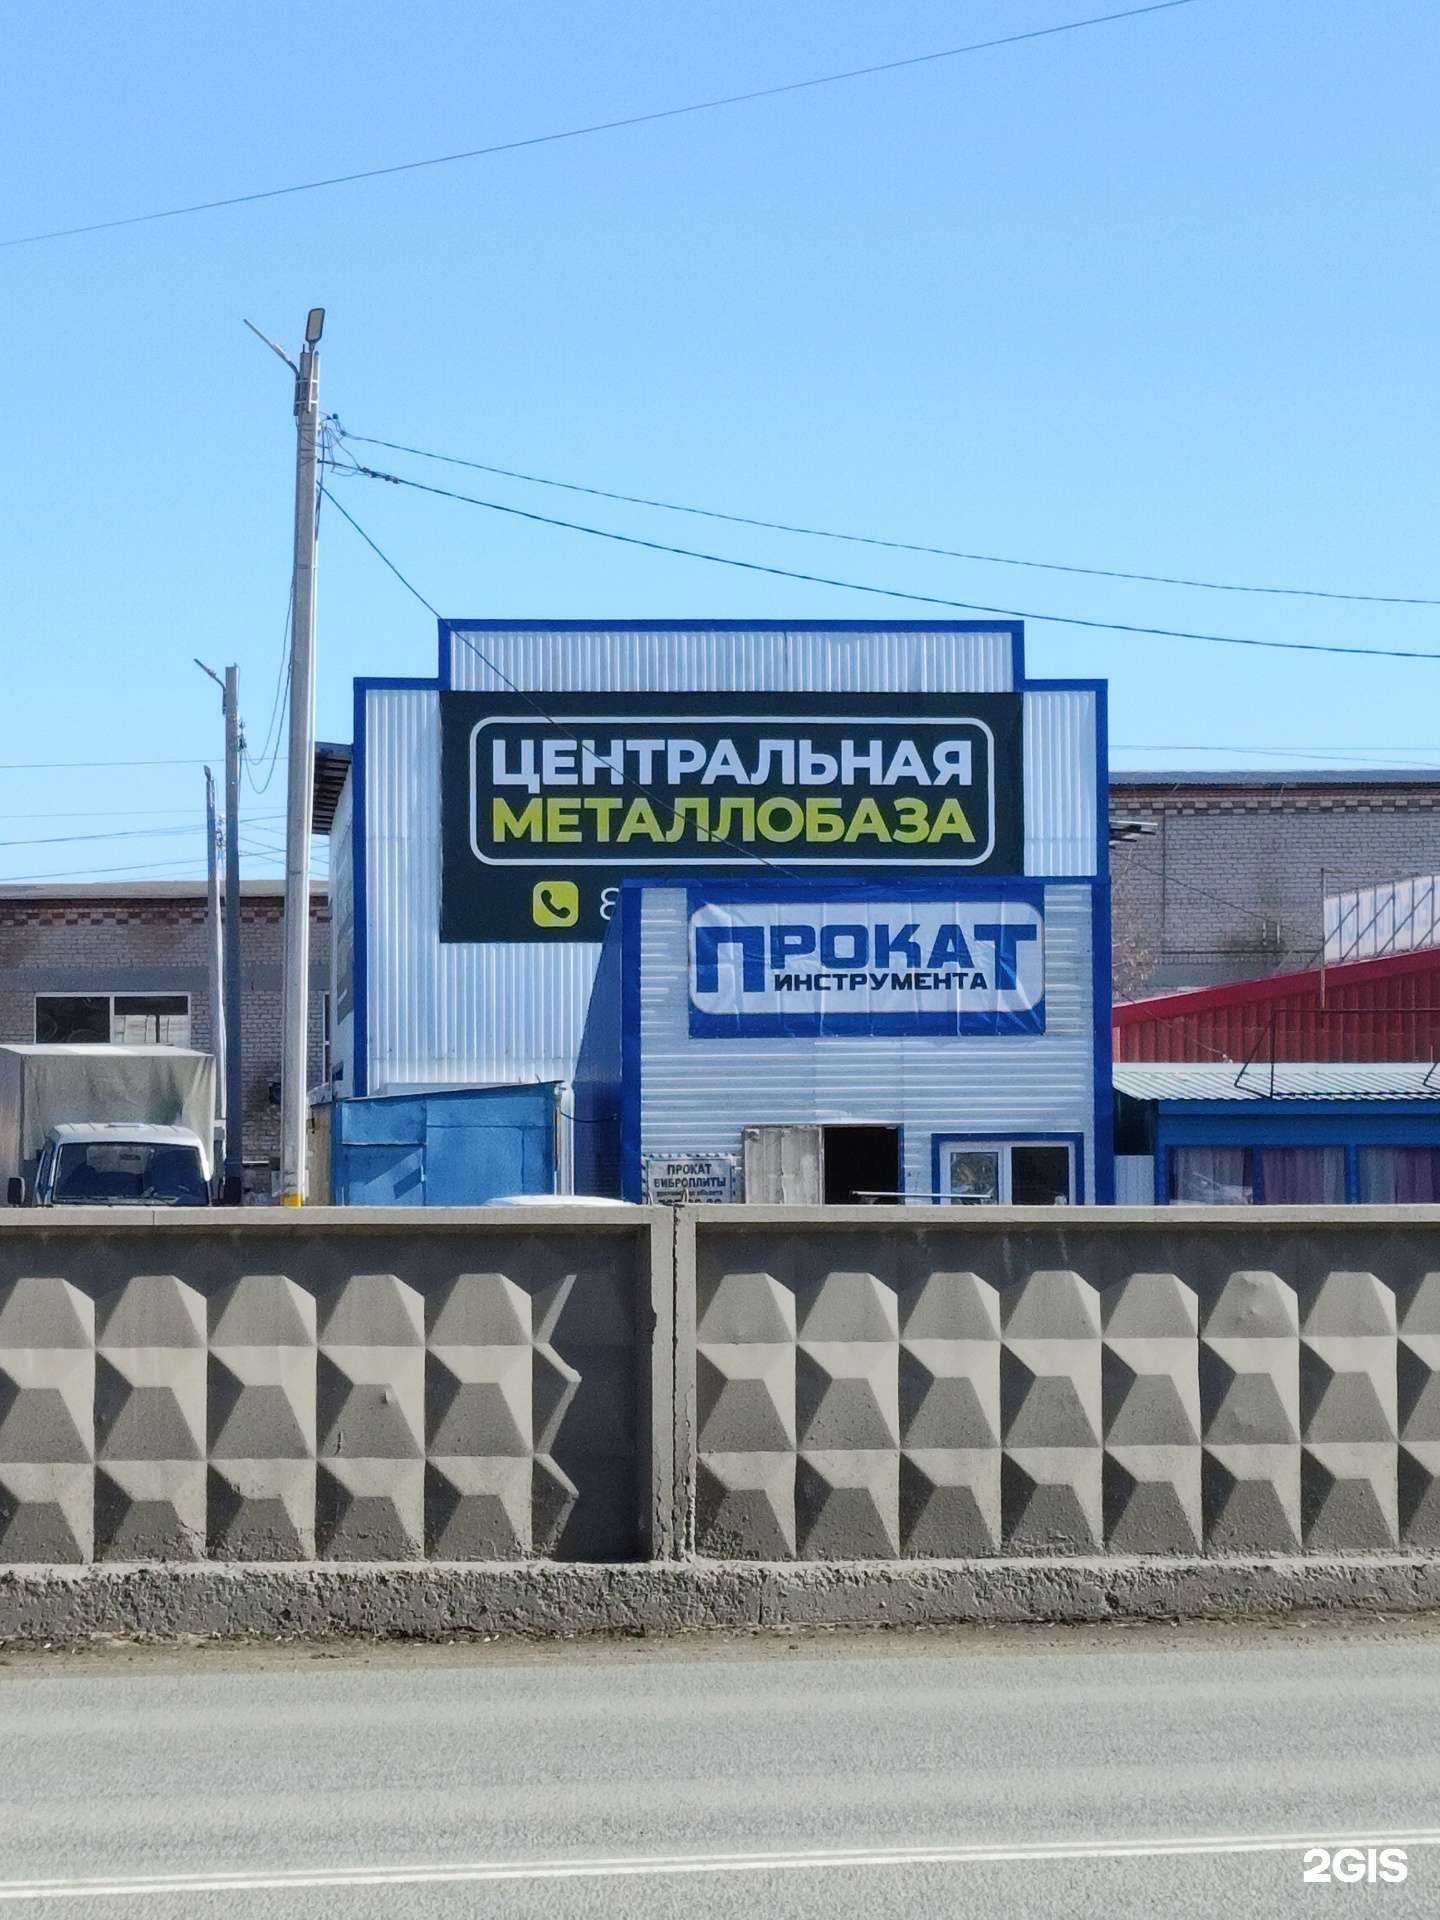 ЦЕНТРАЛЬНАЯ
МЕТАЛЛОБАЗА
8
ПРОКАТ
ИНСТРУМЕНТА
ПРОКАТ
ВИБРОПЛИТЫ
2GIS